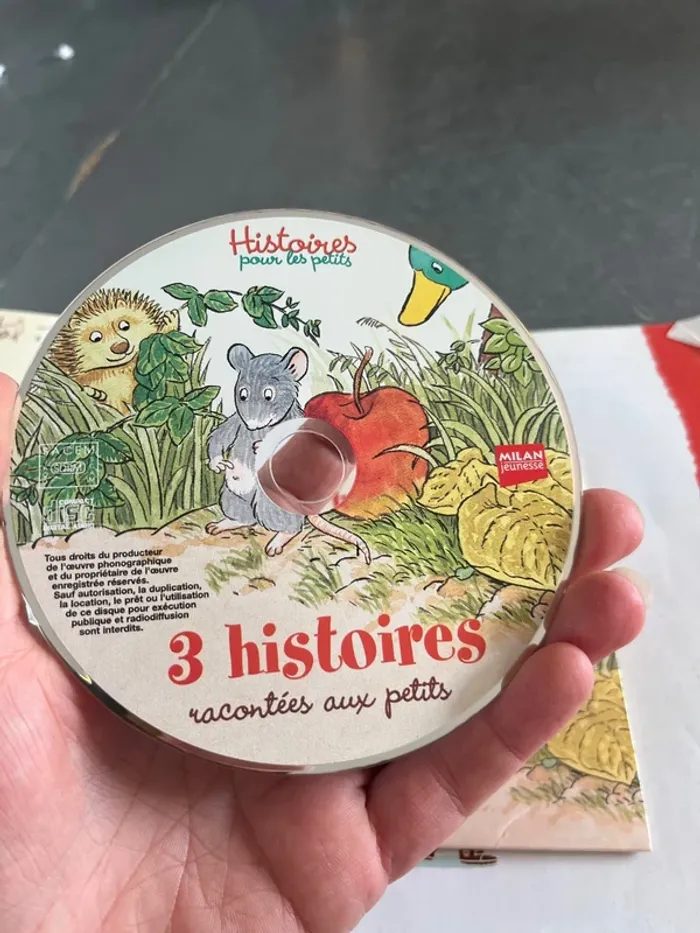 Histoires
pour les petits
MILAN
jeunesse
SACEM
SDRM
COMPACT
disc
DIGITAL AUDIO
Tous droits du producteur
de l'œuvre phonographique
et du propriétaire de l'œuvre
enregistrée réservés.
Sauf autorisation, la duplication,
la location, le prêt ou l'utilisation
de ce disque pour exécution
publique et radiodiffusion
sont interdits.
3 histoires
racontées aux petits